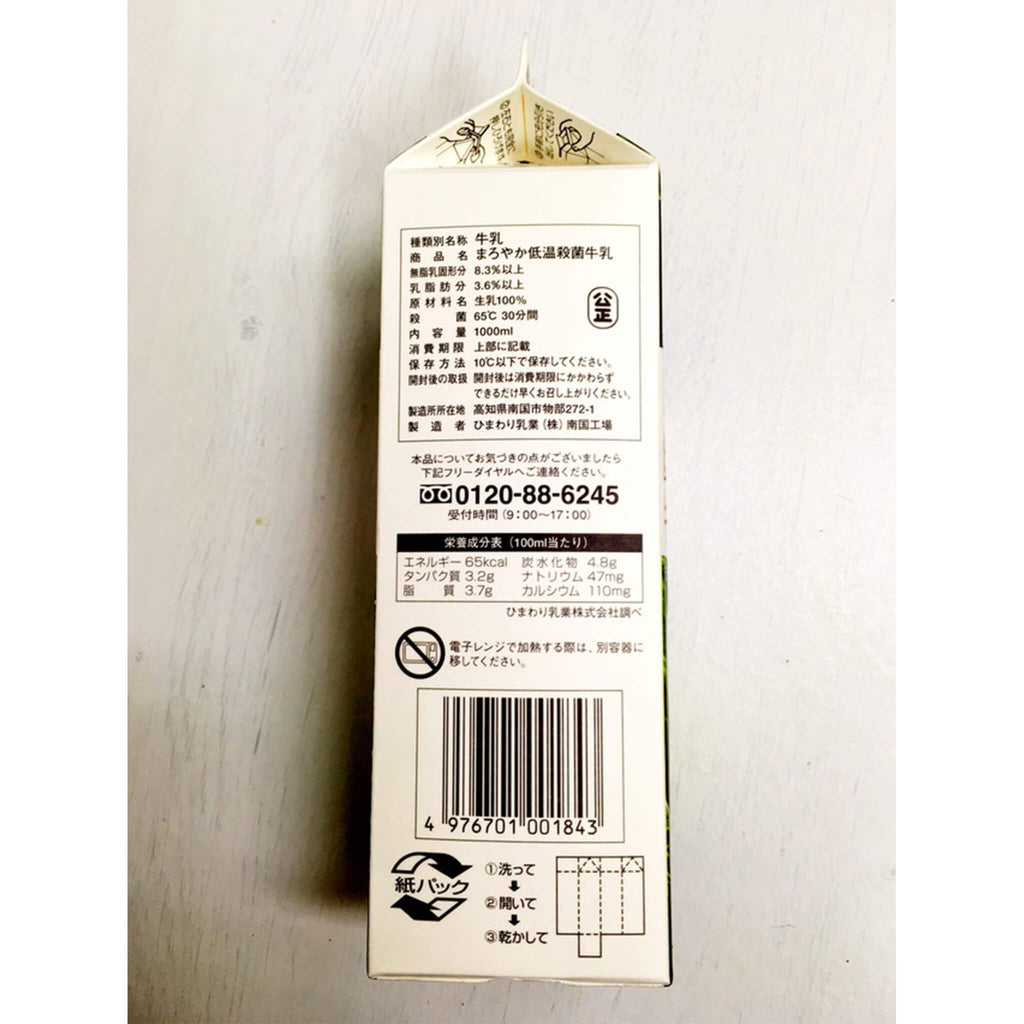 種類別名称 牛乳
商品名 まろやか低温殺菌牛乳
無脂乳固形分 8.3%以上
乳脂肪分 3.6%以上
原材料名 生乳100%
殺菌 65℃ 30分間
内容量 1000ml
消費期限 上部に記載
保存方法 10℃以下で保存してください。
開封後の取扱 開封後は消費期限にかかわらず
できるだけ早くお召し上がりください。
製造所所在地 高知県南国市物部272-1
製造者 ひまわり乳業(株)南国工場
公正
本品についてお気づきの点がございましたら
下記フリーダイヤルへご連絡ください。
0120-88-6245
受付時間(9:00〜17:00)
栄養成分表(100ml当たり)
エネルギー 65kcal 炭水化物 4.8g
タンパク質 3.2g ナトリウム 47mg
脂質 3.7g カルシウム 110mg
ひまわり乳業株式会社調べ
電子レンジで加熱する際は、別容器に
移してください。
4 976701 001843
紙パック
①洗って
②開いて
③乾かして